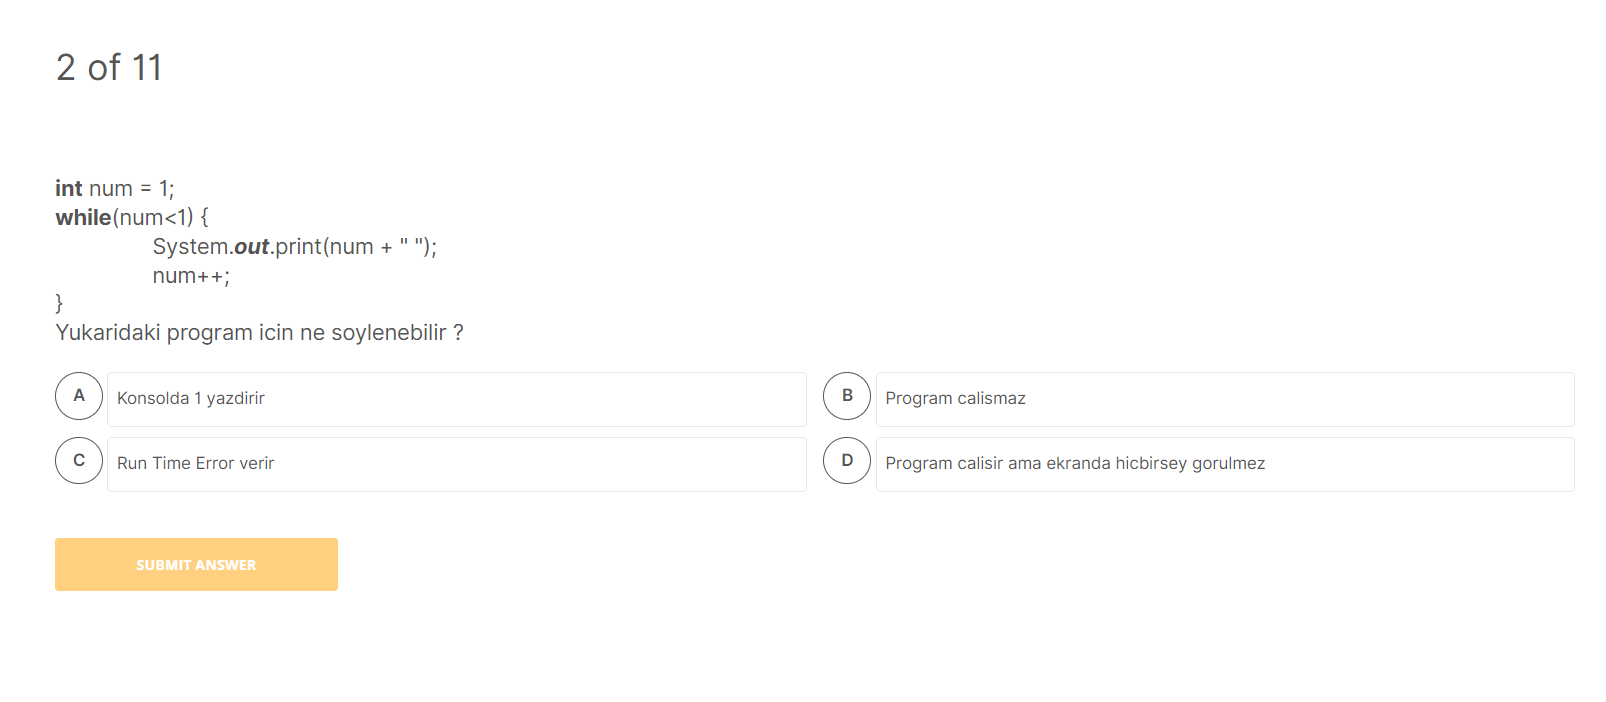 2 of 11
int num = 1;
while(num<1) {
System.out.print(num + " ");
num++;
}
Yukaridaki program icin ne soylenebilir ?
A Konsolda 1 yazdirir
B Program calismaz
C Run Time Error verir
D Program calisir ama ekranda hicbirsey gorulmez
SUBMIT ANSWER